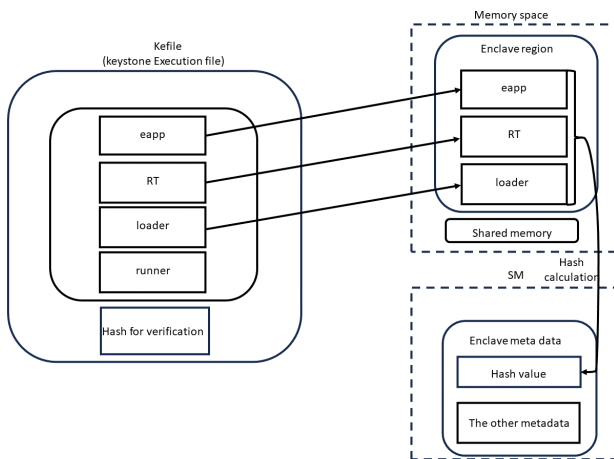 Kefile
(keystone Execution file)
eapp
RT
loader
runner
Hash for verification
Memory space
Enclave region
eapp
RT
loader
Shared memory
Hash
calculation
SM
Enclave meta data
Hash value
The other metadata